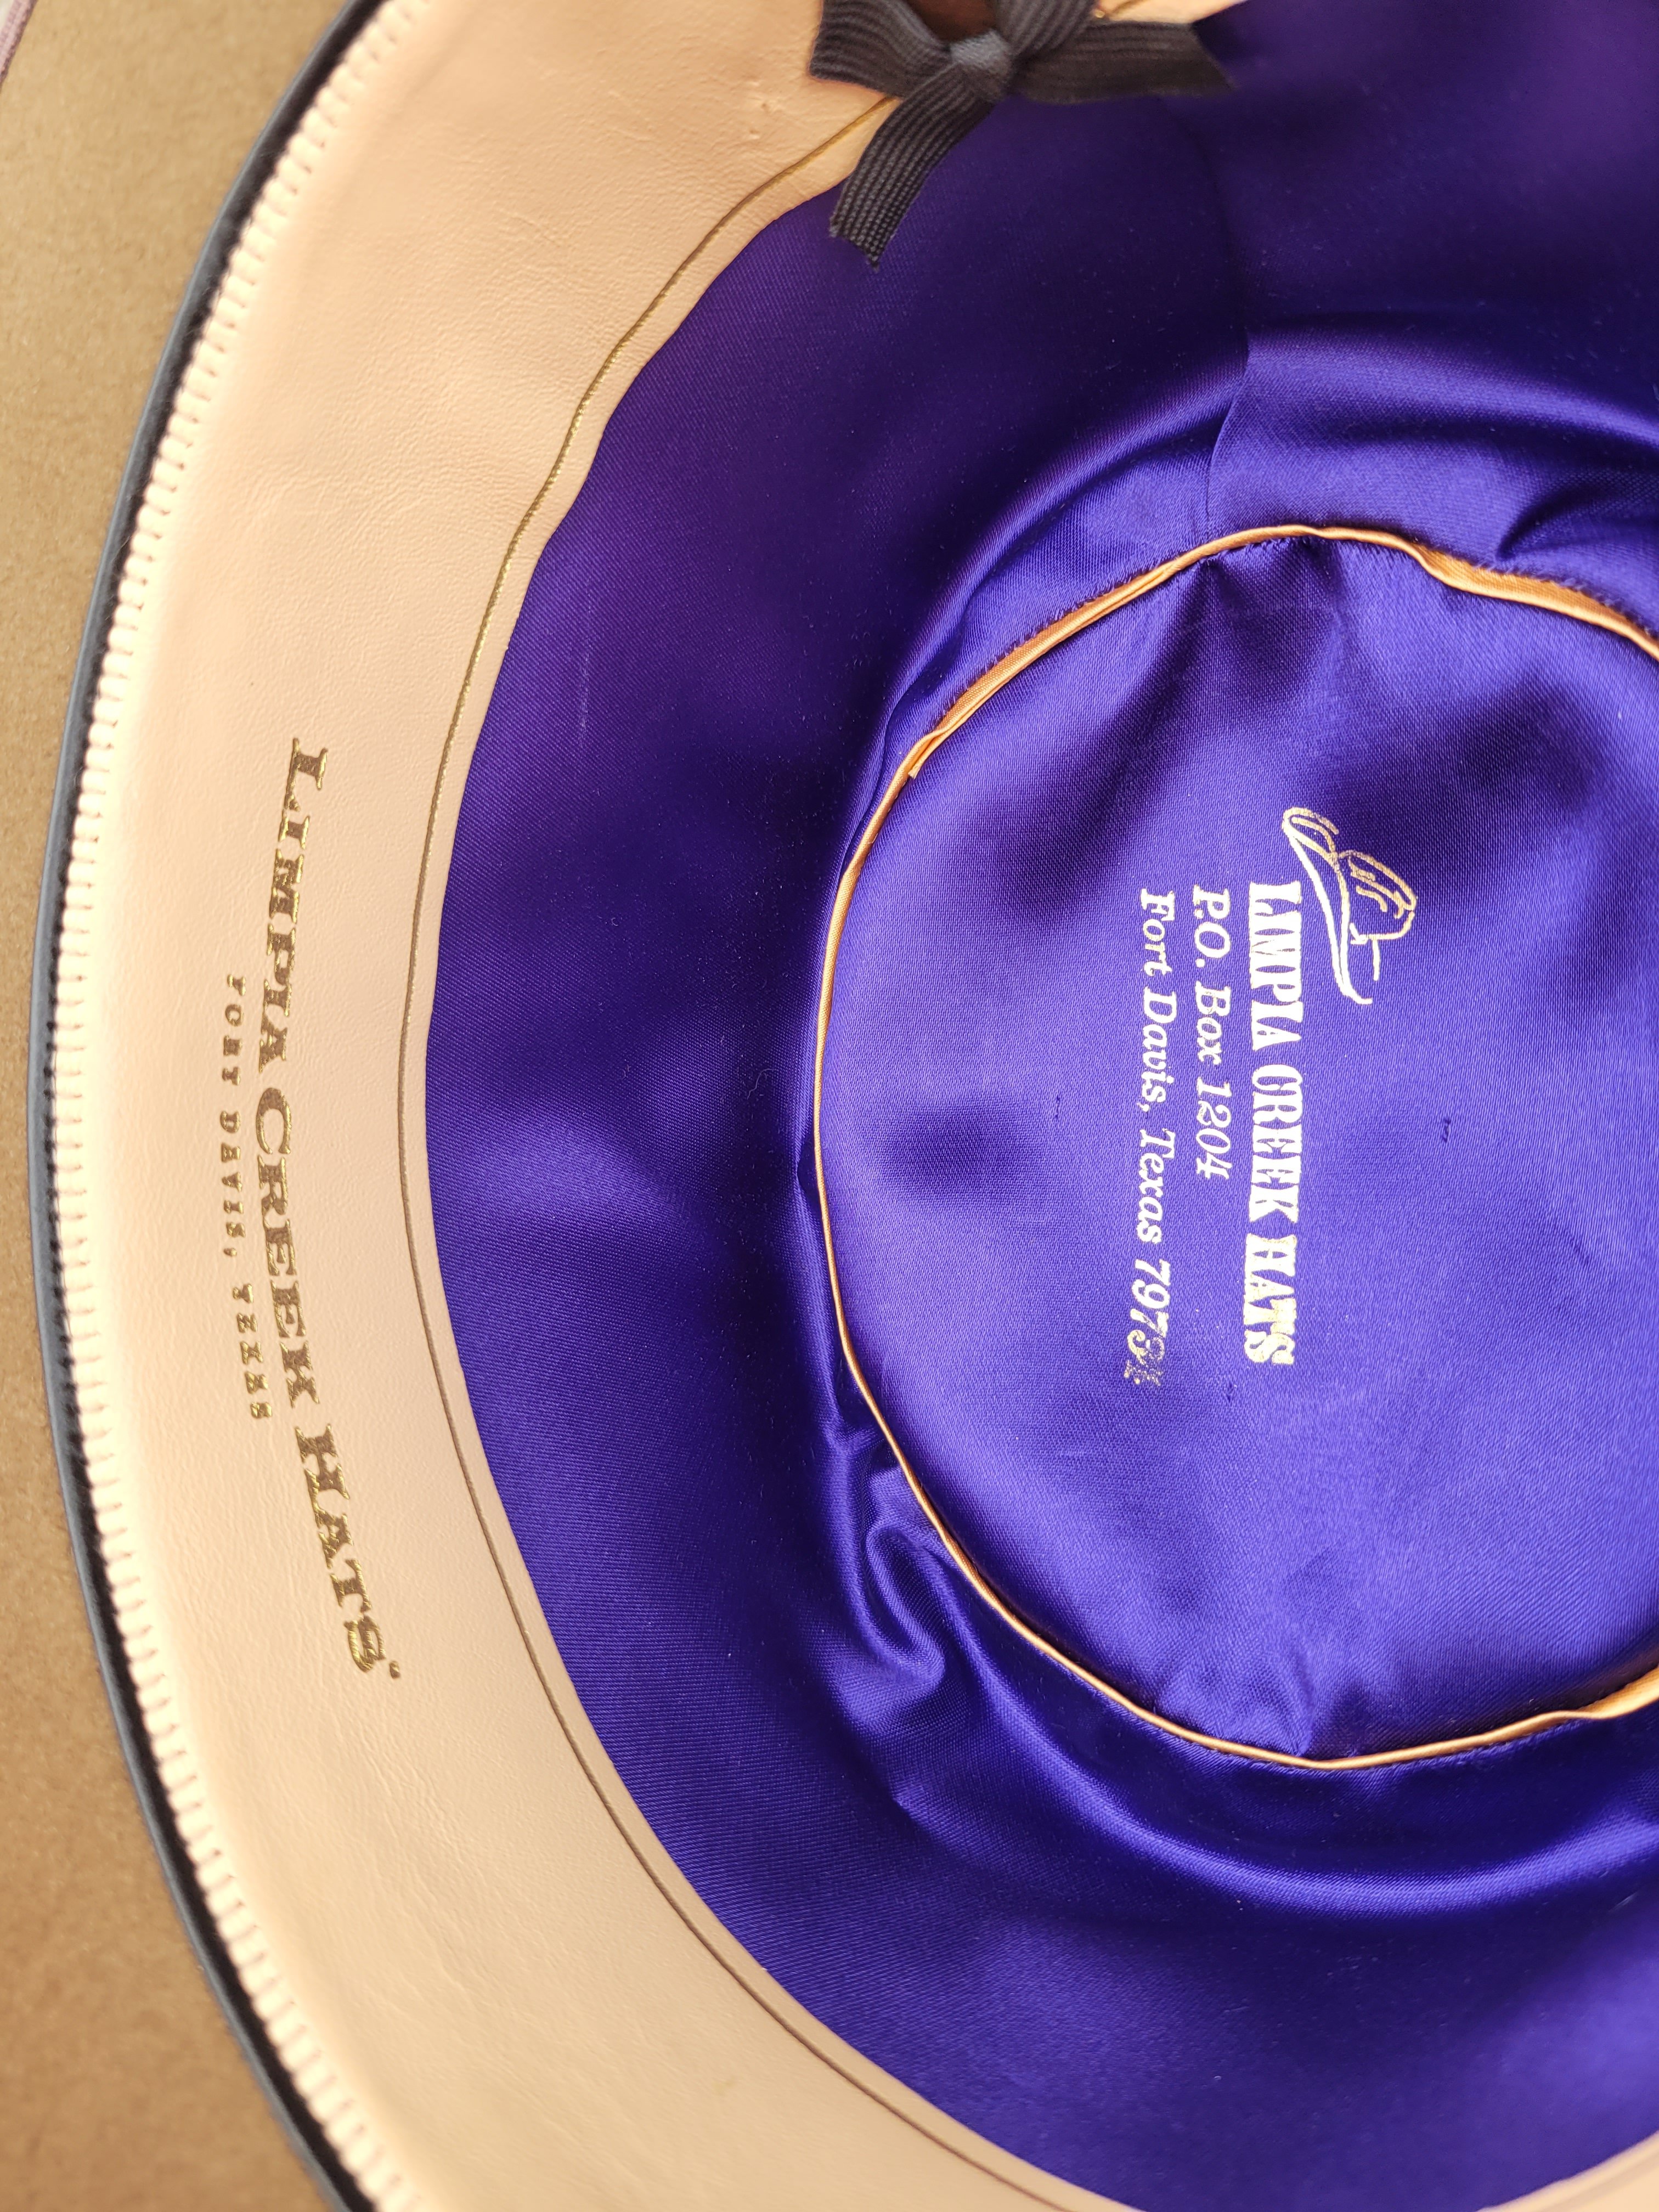 LIMPIA CREEK HATS
P.O. Box 1204
Fort Davis, Texas 79734
LIMPIA CREEK HATS
FORT DAVIS, TEXAS